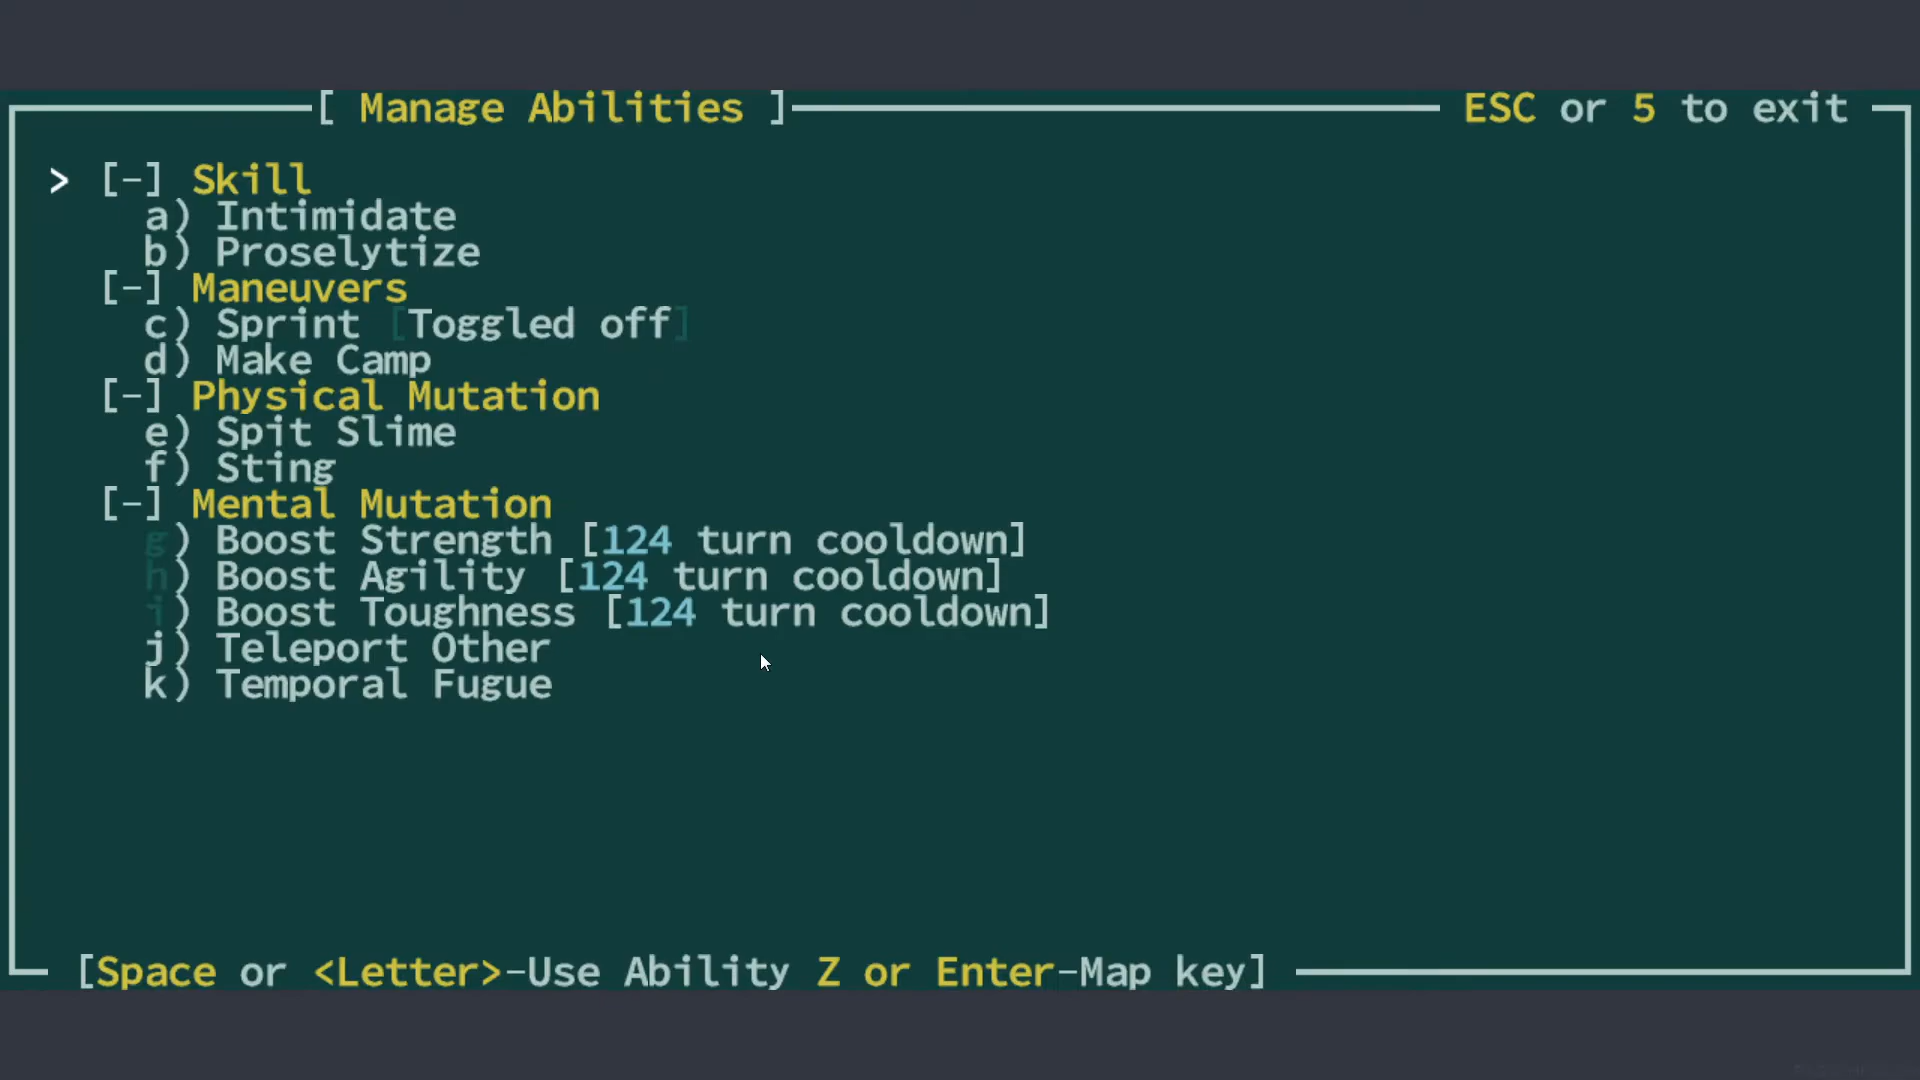 [ Manage Abilities ] ESC or 5 to exit
> [-] Skill
a) Intimidate
b) Proselytize
[-] Maneuvers
c) Sprint [Toggled off]
d) Make Camp
[-] Physical Mutation
e) Spit Slime
f) Sting
[-] Mental Mutation
g) Boost Strength [124 turn cooldown]
h) Boost Agility [124 turn cooldown]
i) Boost Toughness [124 turn cooldown]
j) Teleport Other
k) Temporal Fugue
[Space or <Letter>-Use Ability Z or Enter-Map key]